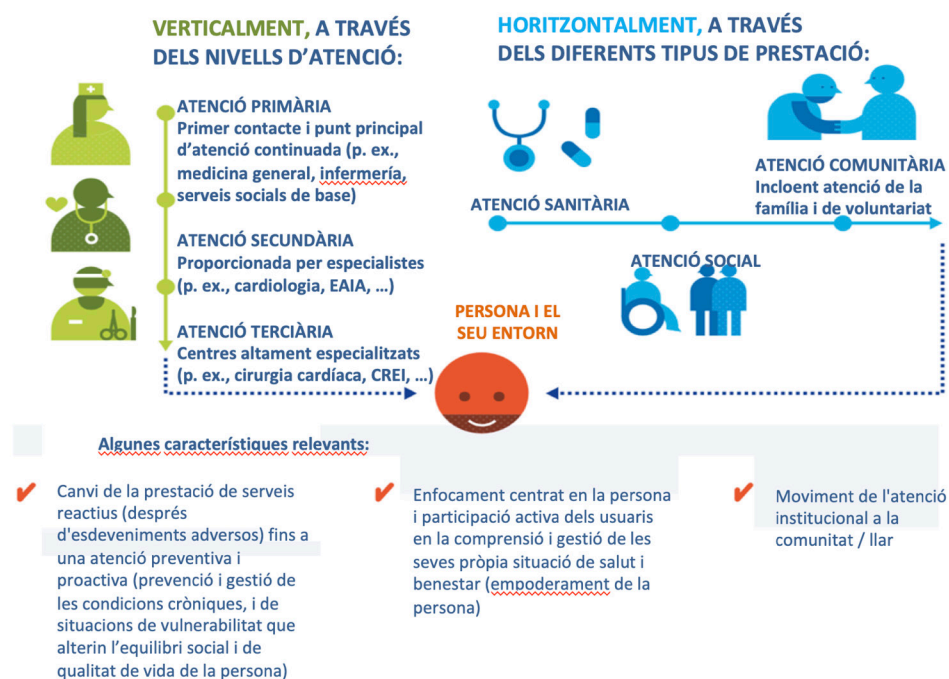 VERTICALMENT, A TRAVÉS
DELS NIVELLS D'ATENCIÓ:
ATENCIÓ PRIMÀRIA
Primer contacte i punt principal
d'atenció continuada (p. ex.,
medicina general, infermería,
serveis socials de base)
ATENCIÓ SECUNDÀRIA
Proporcionada per especialistes
(p. ex., cardiologia, EAIA, ...)
ATENCIÓ TERCIÀRIA
Centres altament especialitzats
(p. ex., cirurgia cardíaca, CREI, ...)
HORITZONTALMENT, A TRAVÉS
DELS DIFERENTS TIPUS DE PRESTACIÓ:
ATENCIÓ SANITÀRIA
ATENCIÓ COMUNITÀRIA
Incloent atenció de la
família i de voluntariat
ATENCIÓ SOCIAL
PERSONA I EL
SEU ENTORN
Algunes característiques relevants:
✔ Canvi de la prestació de serveis
reactius (després
d'esdeveniments adversos) fins a
una atenció preventiva i
proactiva (prevenció i gestió de
les condicions cròniques, i de
situacions de vulnerabilitat que
alterin l'equilibri social i de
qualitat de vida de la persona)
✔ Enfocament centrat en la persona
i participació activa dels usuaris
en la comprensió i gestió de les
seves pròpia situació de salut i
benestar (empoderament de la
persona)
✔ Moviment de l'atenció
institucional a la
comunitat / llar